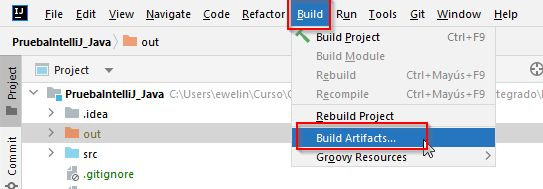 IJ File Edit View Navigate Code Refactor Build Run Tools Git Window Help
PruebaIntelliJ_Java out
Build Project Ctrl+F9
Build Module
Rebuild Ctrl+Mayús+F9
Recompile Ctrl+Mayús+F9
Rebuild Project
Build Artifacts...
Groovy Resources
Project
Project
Commit
PruebaIntelliJ_Java C:\Users\ewelin\Curso\
tegrado\
.idea
out
src
.gitignore